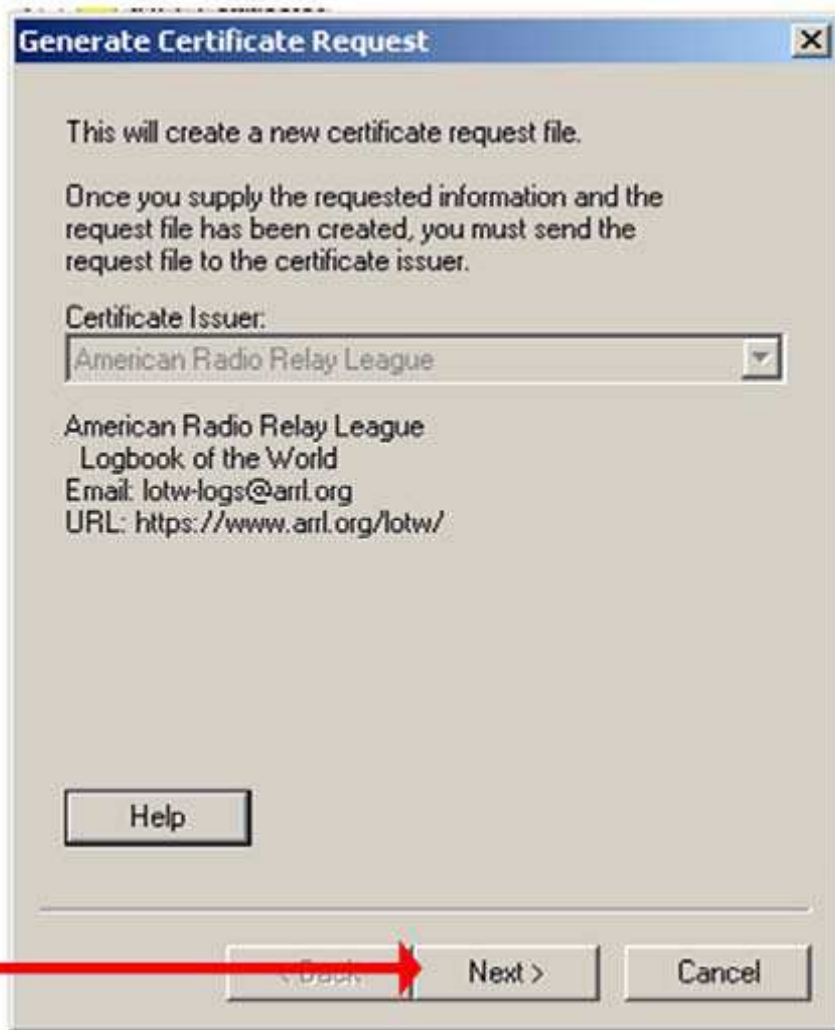 Generate Certificate Request
This will create a new certificate request file.
Once you supply the requested information and the
request file has been created, you must send the
request file to the certificate issuer.
Certificate Issuer:
American Radio Relay League
American Radio Relay League
Logbook of the World
Email: lotw-logs@arrl.org
URL: https://www.arrl.org/lotw/
Help
< Back Next > Cancel